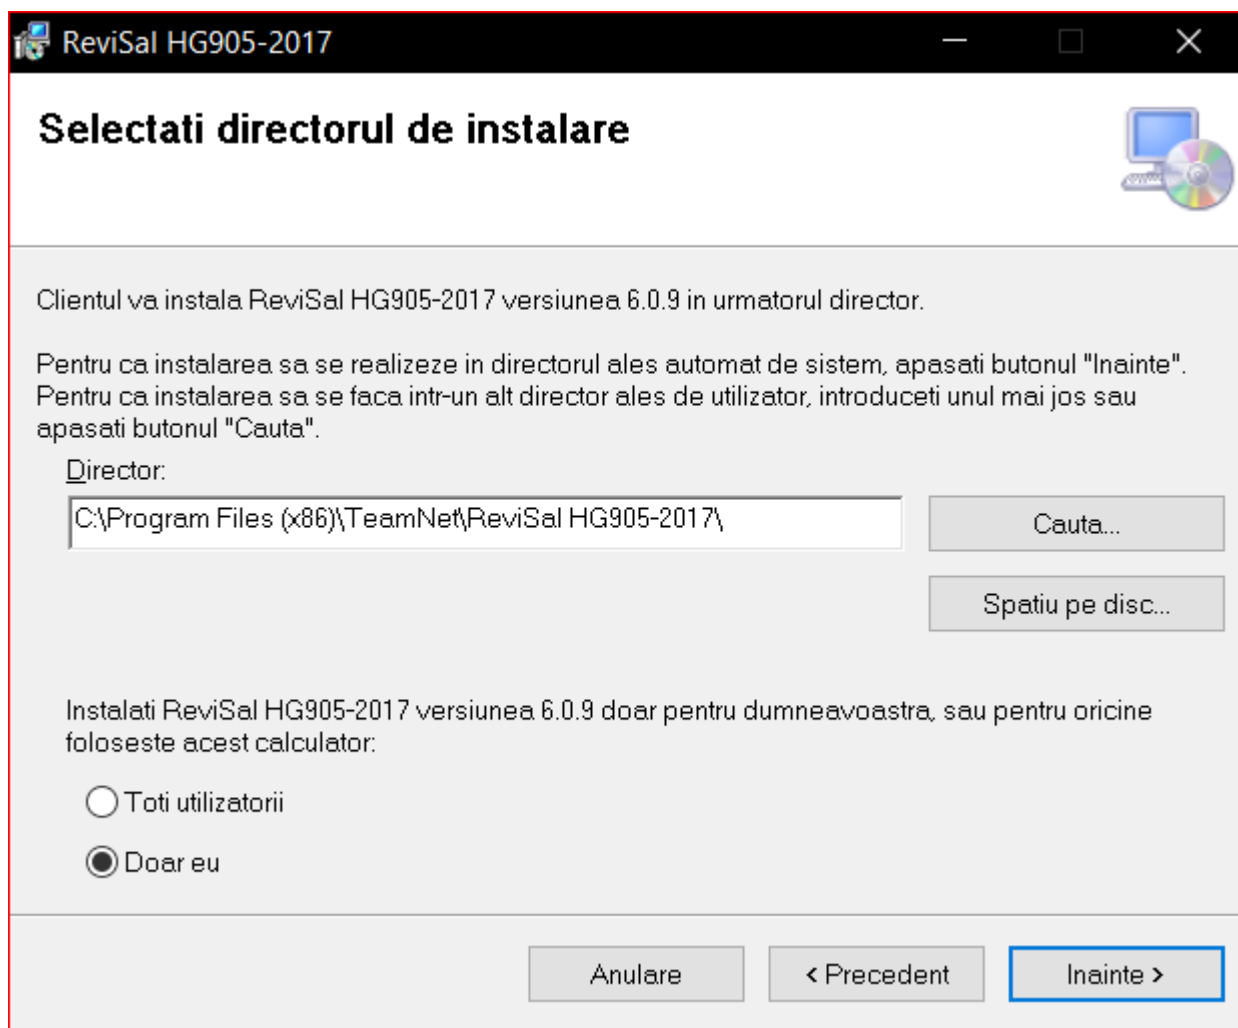 ReviSal HG905-2017
Selectati directorul de instalare
Clientul va instala ReviSal HG905-2017 versiunea 6.0.9 in urmatorul director.
Pentru ca instalarea sa se realizeze in directorul ales automat de sistem, apasati butonul "Inainte".
Pentru ca instalarea sa se faca intr-un alt director ales de utilizator, introduceti unul mai jos sau
apasati butonul "Cauta".
Director:
C:\Program Files (x86)\TeamNet\ReviSal HG905-2017\
Cauta...
Spatiu pe disc...
Instalati ReviSal HG905-2017 versiunea 6.0.9 doar pentru dumneavoastra, sau pentru oricine
foloseste acest calculator:
Toti utilizatorii
Doar eu
Anulare
< Precedent
Inainte >